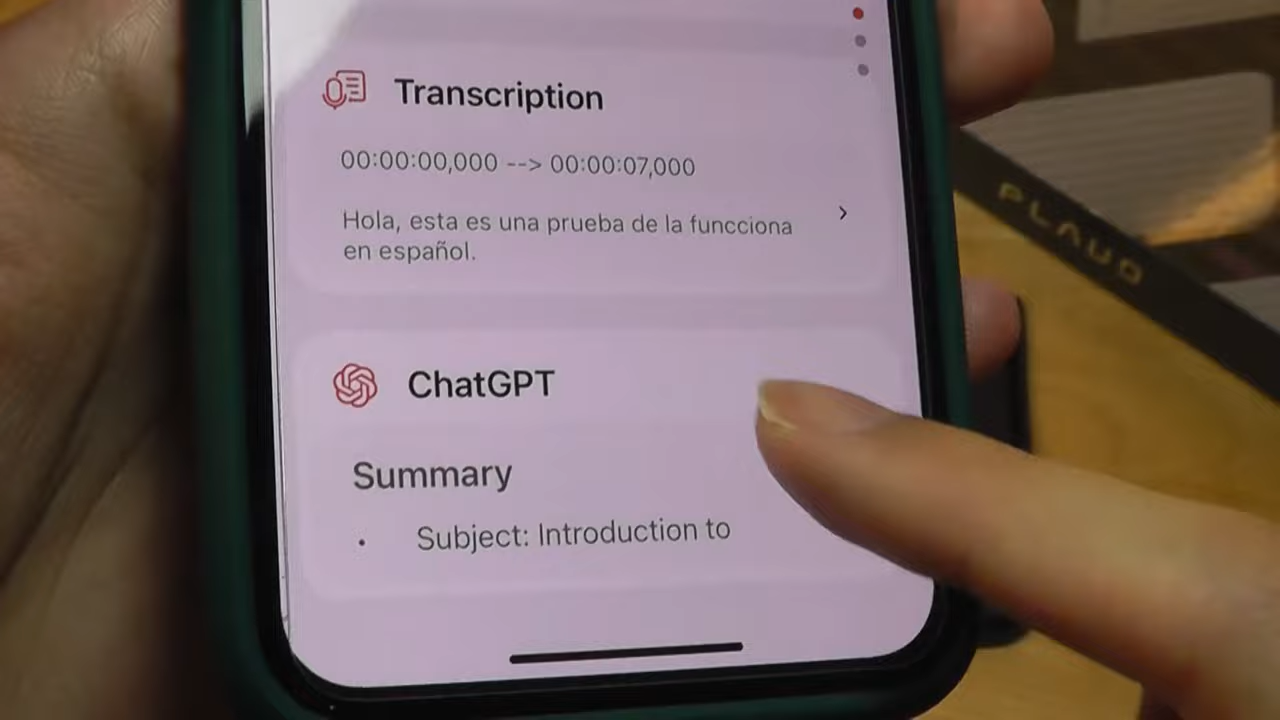 Transcription
00:00:00,000 --> 00:00:07,000
Hola, esta es una prueba de la funcciona
en español.
ChatGPT
Summary
• Subject: Introduction to
PLAUD